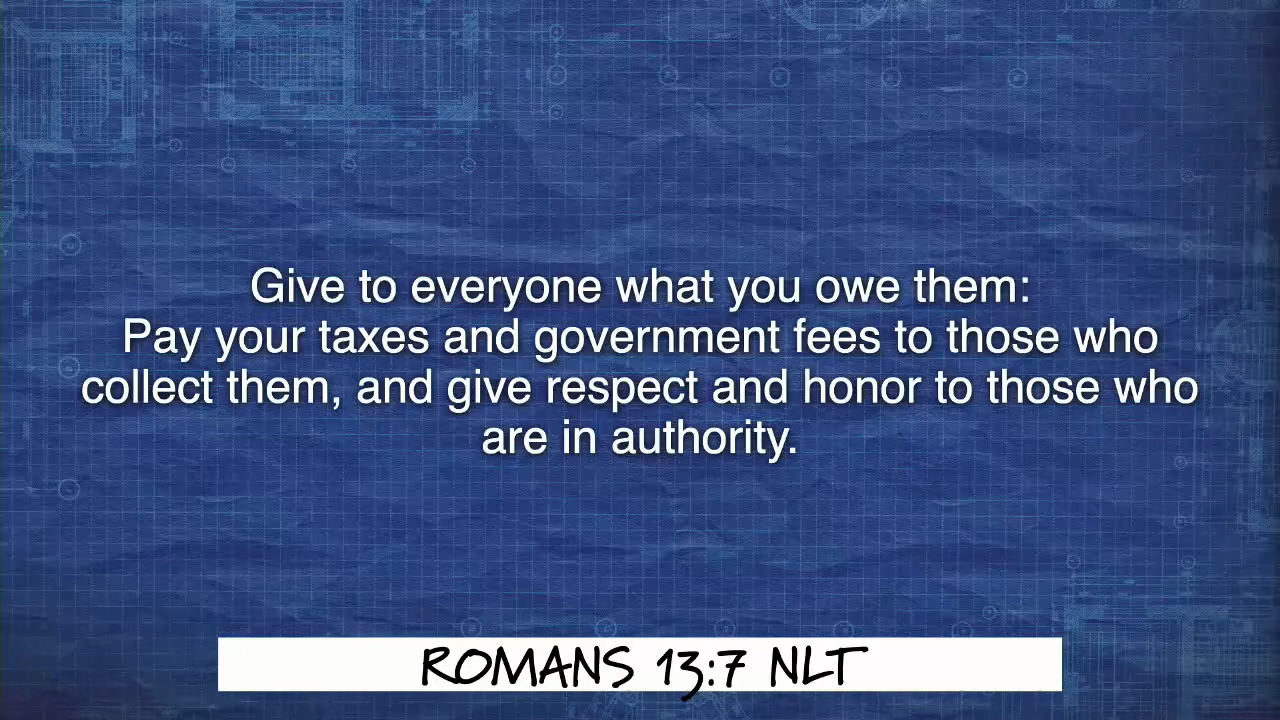 Give to everyone what you owe them:
Pay your taxes and government fees to those who
collect them, and give respect and honor to those who
are in authority.
ROMANS 13:7 NLT